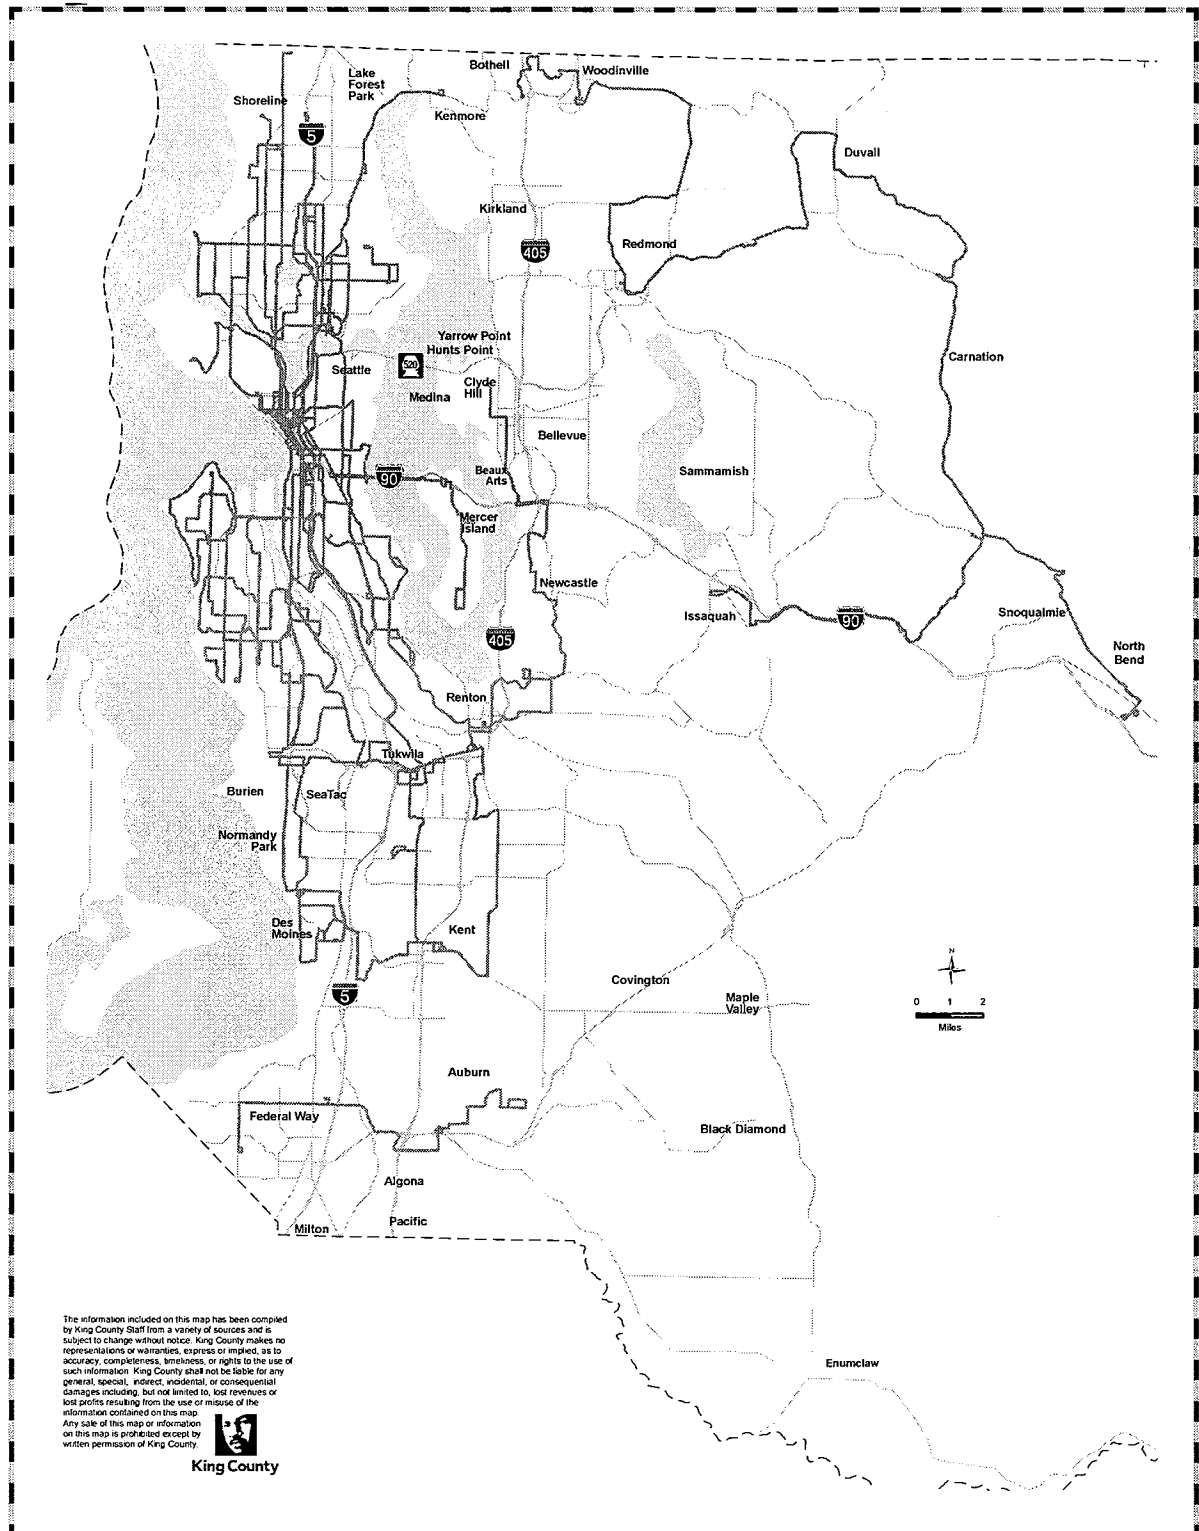 Bothell
Woodinville
Lake
Forest
Park
Shoreline
5
Kenmore
Duvall
Kirkland
405
Redmond
Yarrow Point
Hunts Point
Carnation
520
Seattle
Clyde
Hill
Medina
Bellevue
Beaux
Arts
Sammamish
90
Mercer
Island
Newcastle
Issaquah
90
Snoqualmie
405
North
Bend
Renton
Tukwila
Burien
SeaTac
Normandy
Park
Des
Moines
Kent
N
Covington
5
Maple
Valley
0 1 2
Miles
Auburn
Federal Way
Black Diamond
Algona
Pacific
Milton
The information included on this map has been compiled
by King County Staff from a variety of sources and is
subject to change without notice. King County makes no
representations or warranties, express or implied, as to
accuracy, completeness, timeliness, or rights to the use of
such information. King County shall not be liable for any
general, special, indirect, incidental, or consequential
damages including, but not limited to, lost revenues or
lost profits resulting from the use or misuse of the
information contained on this map.
Any sale of this map or information
on this map is prohibited except by
written permission of King County.
King County
Enumclaw